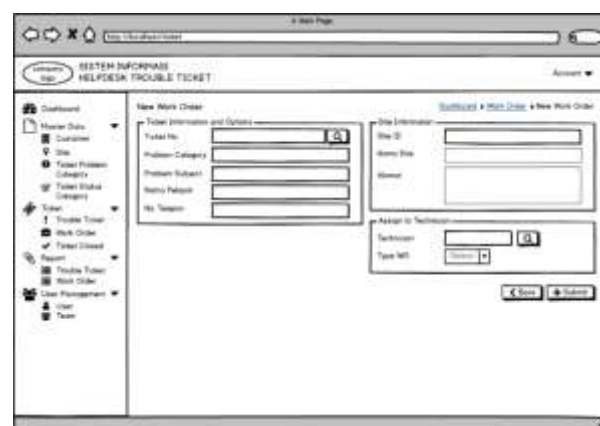 A Web Page
http://localhost/ticket
company
logo
SISTEM INFORMASI
HELPDESK TROUBLE TICKET
Account
Dashboard
Master Data
Customer
Site
Ticket Problem
Category
Ticket Status
Category
Ticket
Trouble Ticket
Work Order
Ticket Closed
Report
Trouble Ticket
Work Order
User Management
User
Team
New Work Order
Dashboard Work Order New Work Order
Ticket Information and Options
Ticket No
Problem Category
Problem Subject
Nama Pelapor
No Telepon
Site Information
Site ID
Nama Site
Alamat
Assign to Technician
Technician
Type WO
Select
Back
Submit